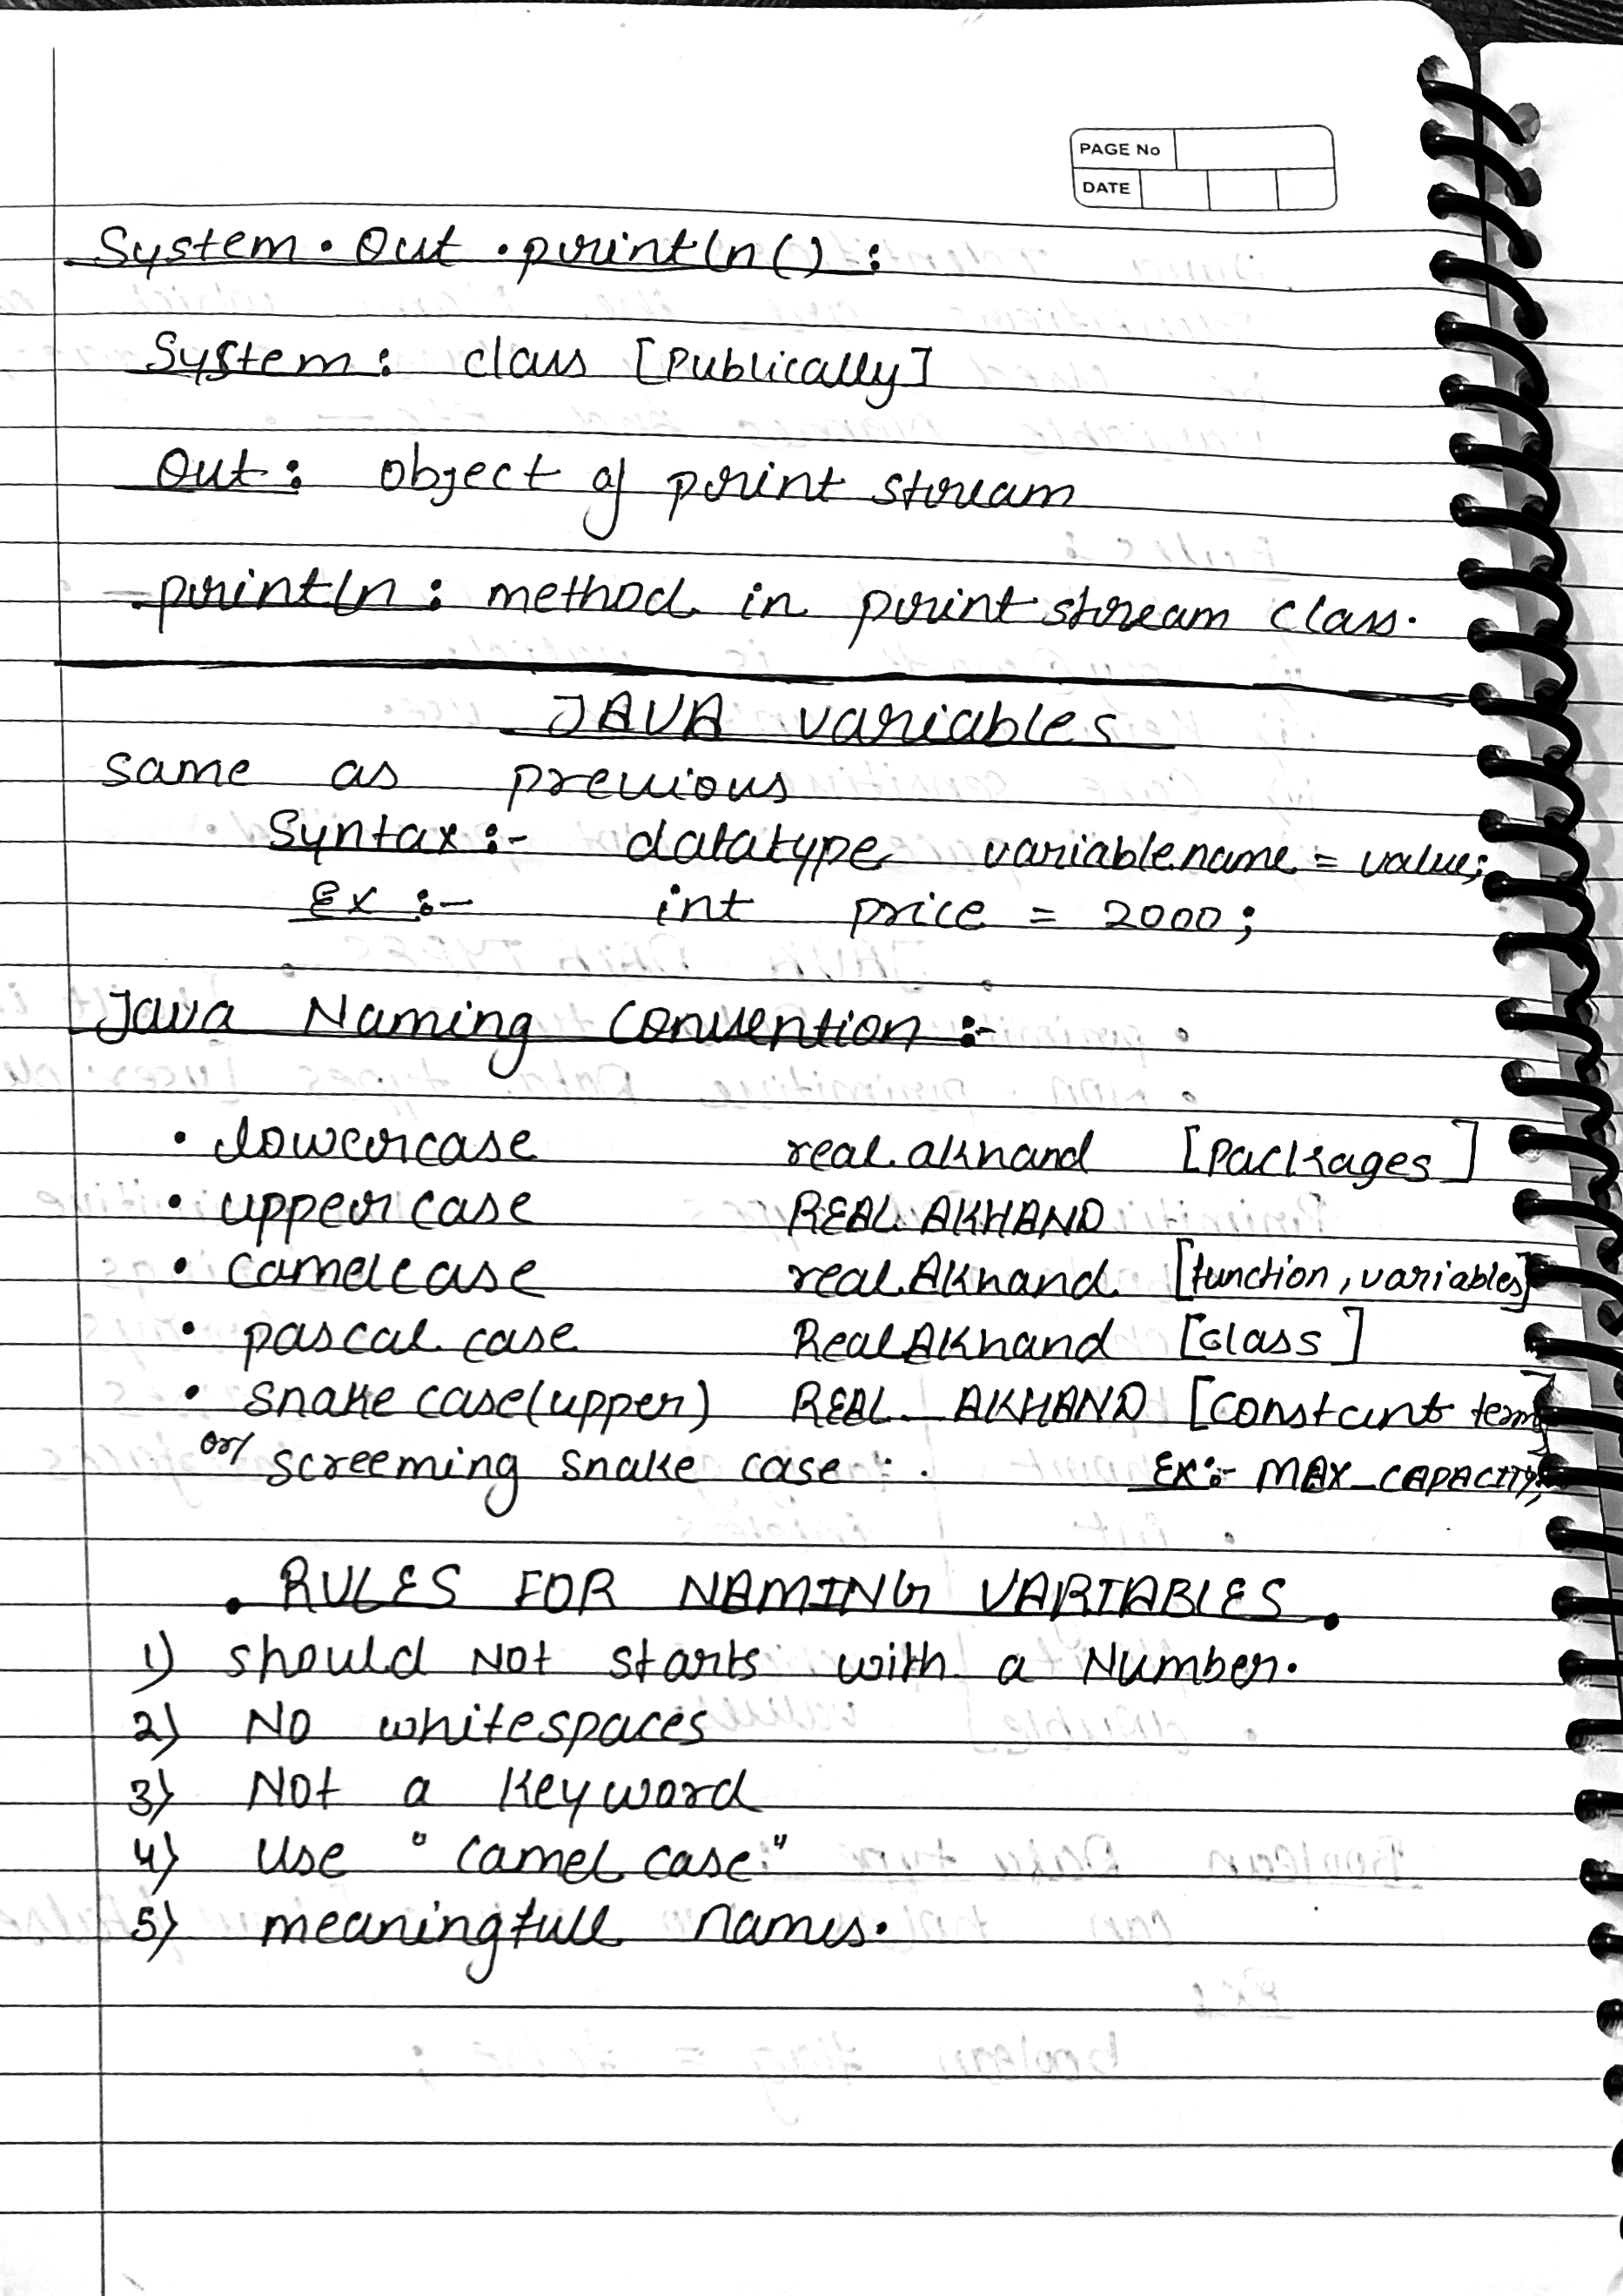 PAGE No
DATE
System . Out . println() :
System : class [Publically]
Out : object of print stream
println : method in print stream class.
JAVA variables
same as previous
Syntax :- datatype variablename = value;
Ex :- int price = 2000;
Java Naming Convention :-
• lowercase real akhand [Packages]
• uppercase REAL AKHAND
• camelcase real Akhand [function, variables]
• pascal case RealAkhand [class]
• snake case(upper) REAL_AKHAND [constant term]
or/ screeming snake case . Ex:- MAX_CAPACITY;
. RULES FOR NAMING VARIABLES .
1) should Not starts with a Number.
2) NO whitespaces
3) Not a Keyword
4) Use "camel case"
5) meaningfull names.